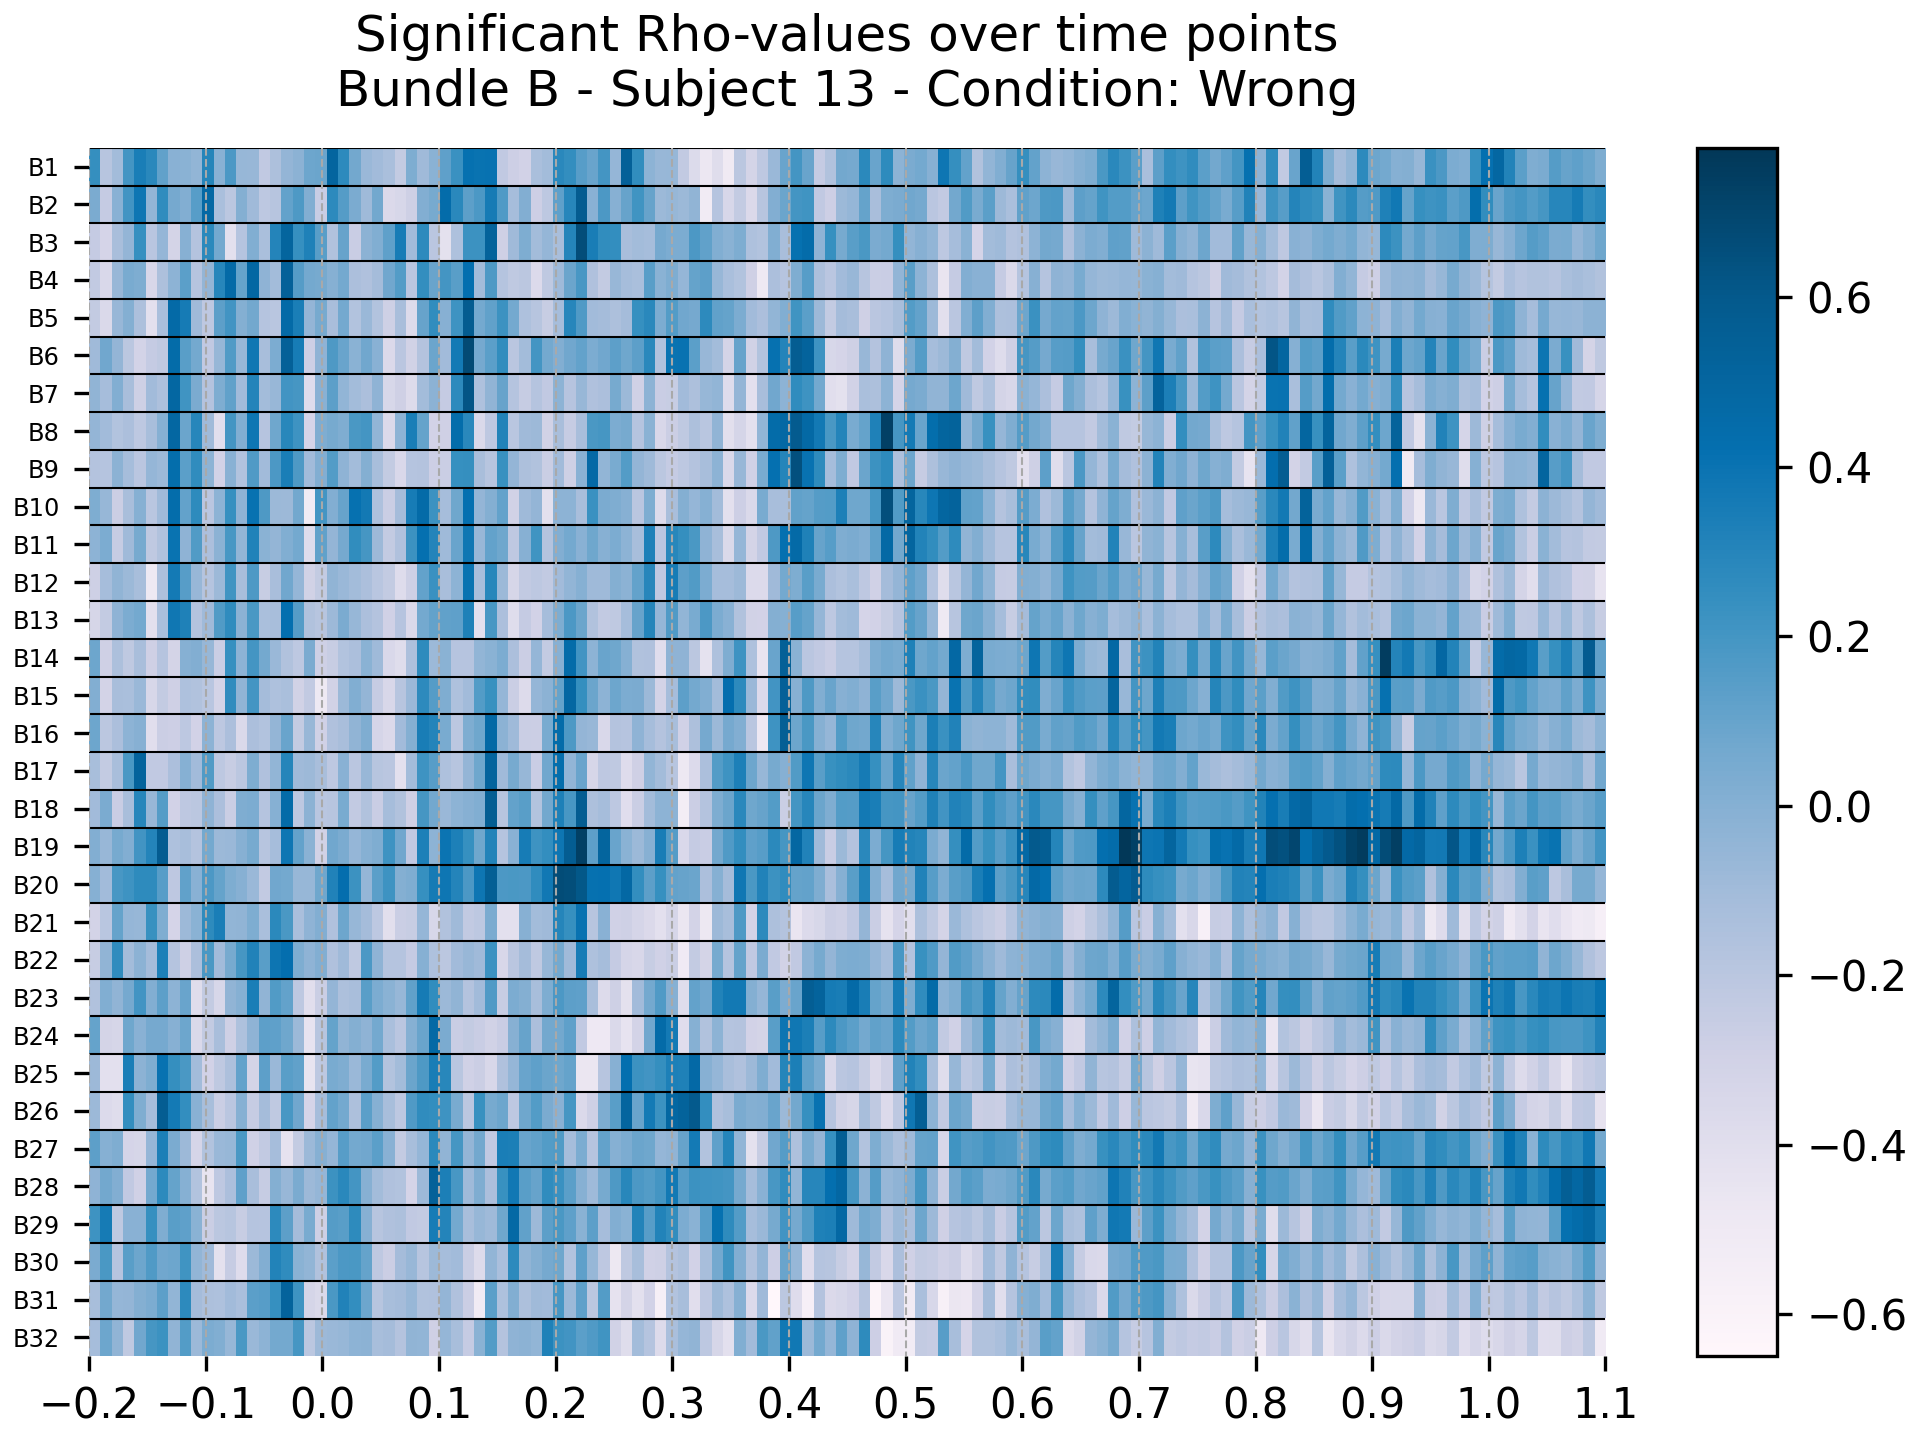 Significant Rho-values over time points
Bundle B - Subject 13 - Condition: Wrong
B1
B2
B3
B4
B5
B6
B7
B8
B9
B10
B11
B12
B13
B14
B15
B16
B17
B18
B19
B20
B21
B22
B23
B24
B25
B26
B27
B28
B29
B30
B31
B32
−0.2 −0.1 0.0 0.1 0.2 0.3 0.4 0.5 0.6 0.7 0.8 0.9 1.0 1.1
0.6
0.4
0.2
0.0
−0.2
−0.4
−0.6